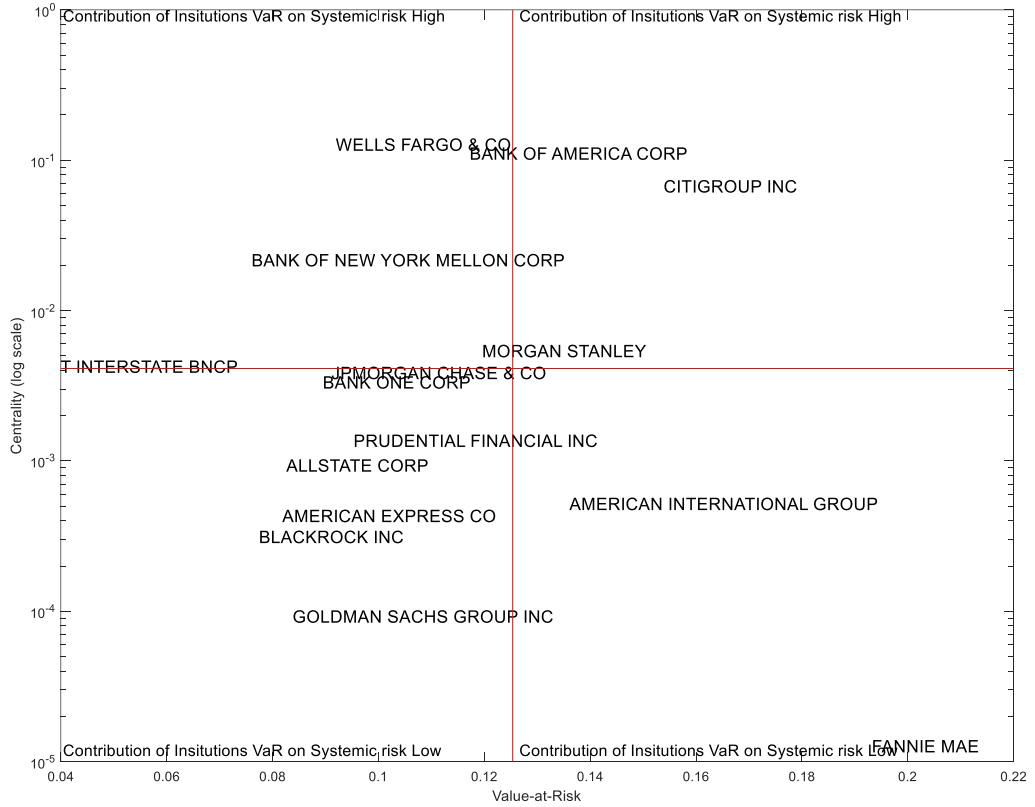 10⁰
Contribution of Insitutions VaR on Systemic risk High
Contribution of Insitutions VaR on Systemic risk High
WELLS FARGO & CO
BANK OF AMERICA CORP
10⁻¹
CITIGROUP INC
BANK OF NEW YORK MELLON CORP
10⁻²
MORGAN STANLEY
T INTERSTATE BNCP
JPMORGAN CHASE & CO
BANK ONE CORP
Centrality (log scale)
PRUDENTIAL FINANCIAL INC
10⁻³
ALLSTATE CORP
AMERICAN INTERNATIONAL GROUP
AMERICAN EXPRESS CO
BLACKROCK INC
10⁻⁴
GOLDMAN SACHS GROUP INC
Contribution of Insitutions VaR on Systemic risk Low
Contribution of Insitutions VaR on Systemic risk Low
FANNIE MAE
10⁻⁵
0.04 0.06 0.08 0.1 0.12 0.14 0.16 0.18 0.2 0.22
Value-at-Risk